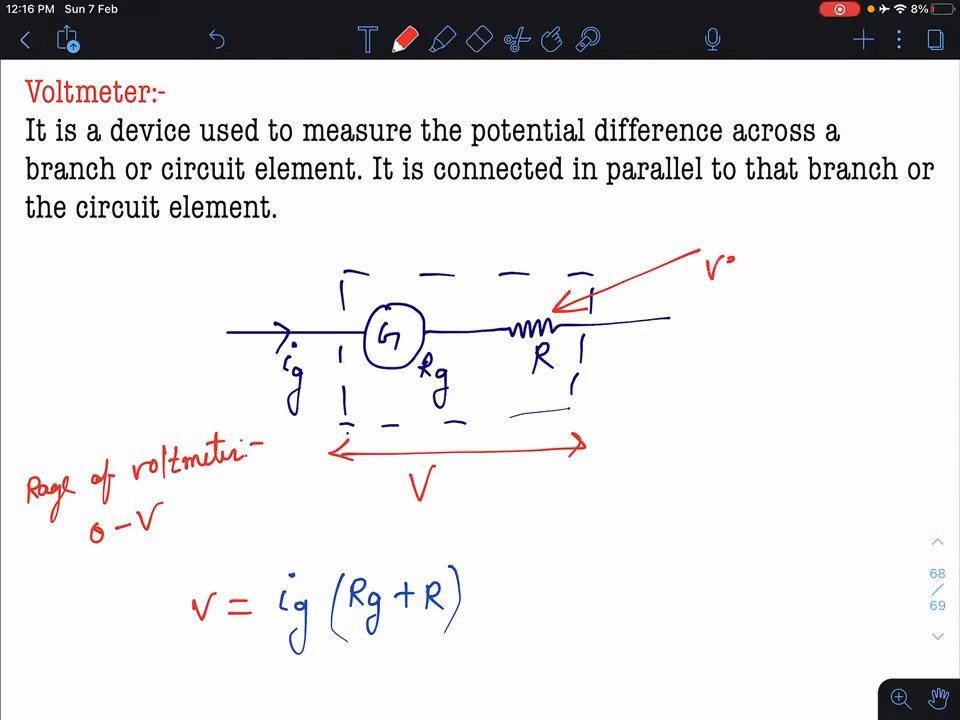 12:16 PM Sun 7 Feb 8%
T
Voltmeter:-
It is a device used to measure the potential difference across a
branch or circuit element. It is connected in parallel to that branch or
the circuit element.
V
G
ig
Rg
R
Rage of voltmeter:-
0 - V
V
V = ig (Rg + R)
68
/
69